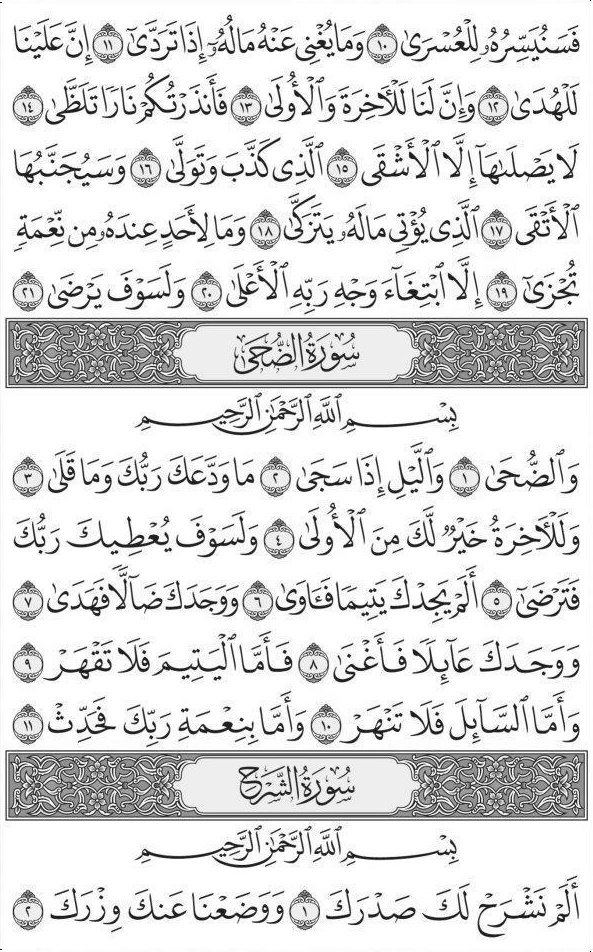 فَسَنُيَسِّرُهُۥ لِلْعُسْرَىٰ ١٠ وَمَا يُغْنِى عَنْهُ مَالُهُۥٓ إِذَا تَرَدَّىٰٓ ١١ إِنَّ عَلَيْنَا
لَلْهُدَىٰ ١٢ وَإِنَّ لَنَا لَلْـَٔاخِرَةَ وَٱلْأُولَىٰ ١٣ فَأَنذَرْتُكُمْ نَارًا تَلَظَّىٰ ١٤
لَا يَصْلَىٰهَآ إِلَّا ٱلْأَشْقَى ١٥ ٱلَّذِى كَذَّبَ وَتَوَلَّىٰ ١٦ وَسَيُجَنَّبُهَا
ٱلْأَتْقَى ١٧ ٱلَّذِى يُؤْتِى مَالَهُۥ يَتَزَكَّىٰ ١٨ وَمَا لِأَحَدٍ عِندَهُۥ مِن نِّعْمَةٍ
تُجْزَىٰٓ ١٩ إِلَّا ٱبْتِغَآءَ وَجْهِ رَبِّهِ ٱلْأَعْلَىٰ ٢٠ وَلَسَوْفَ يَرْضَىٰ ٢١
سُورَةُ الضُّحَىٰ
بِسْمِ ٱللَّهِ ٱلرَّحْمَٰنِ ٱلرَّحِيمِ
وَٱلضُّحَىٰ ١ وَٱلَّيْلِ إِذَا سَجَىٰ ٢ مَا وَدَّعَكَ رَبُّكَ وَمَا قَلَىٰ ٣
وَلَلْـَٔاخِرَةُ خَيْرٌ لَّكَ مِنَ ٱلْأُولَىٰ ٤ وَلَسَوْفَ يُعْطِيكَ رَبُّكَ
فَتَرْضَىٰٓ ٥ أَلَمْ يَجِدْكَ يَتِيمًا فَـَٔاوَىٰ ٦ وَوَجَدَكَ ضَآلًّا فَهَدَىٰ ٧
وَوَجَدَكَ عَآئِلًا فَأَغْنَىٰ ٨ فَأَمَّا ٱلْيَتِيمَ فَلَا تَقْهَرْ ٩
وَأَمَّا ٱلسَّآئِلَ فَلَا تَنْهَرْ ١٠ وَأَمَّا بِنِعْمَةِ رَبِّكَ فَحَدِّثْ ١١
سُورَةُ الشَّرْحِ
بِسْمِ ٱللَّهِ ٱلرَّحْمَٰنِ ٱلرَّحِيمِ
أَلَمْ نَشْرَحْ لَكَ صَدْرَكَ ١ وَوَضَعْنَا عَنكَ وِزْرَكَ ٢